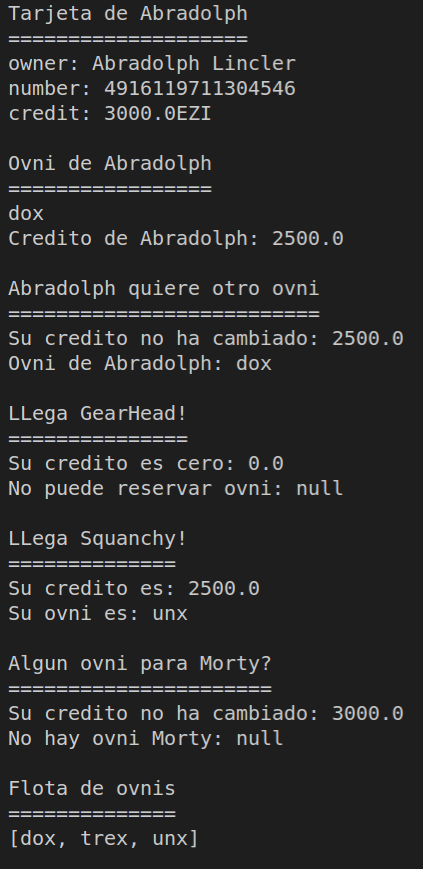 Tarjeta de Abradolph
====================
owner: Abradolph Lincler
number: 4916119711304546
credit: 3000.0EZI

Ovni de Abradolph
=================
dox
Credito de Abradolph: 2500.0

Abradolph quiere otro ovni
==========================
Su credito no ha cambiado: 2500.0
Ovni de Abradolph: dox

LLega GearHead!
===============
Su credito es cero: 0.0
No puede reservar ovni: null

LLega Squanchy!
==============
Su credito es: 2500.0
Su ovni es: unx

Algun ovni para Morty?
======================
Su credito no ha cambiado: 3000.0
No hay ovni Morty: null

Flota de ovnis
==============
[dox, trex, unx]